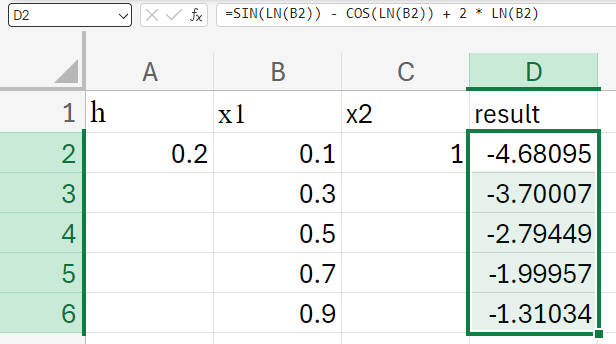 D2 fx =SIN(LN(B2)) - COS(LN(B2)) + 2 * LN(B2)
A B C D
1 h x1 x2 result
2 0.2 0.1 1 -4.68095
3 0.3 -3.70007
4 0.5 -2.79449
5 0.7 -1.99957
6 0.9 -1.31034